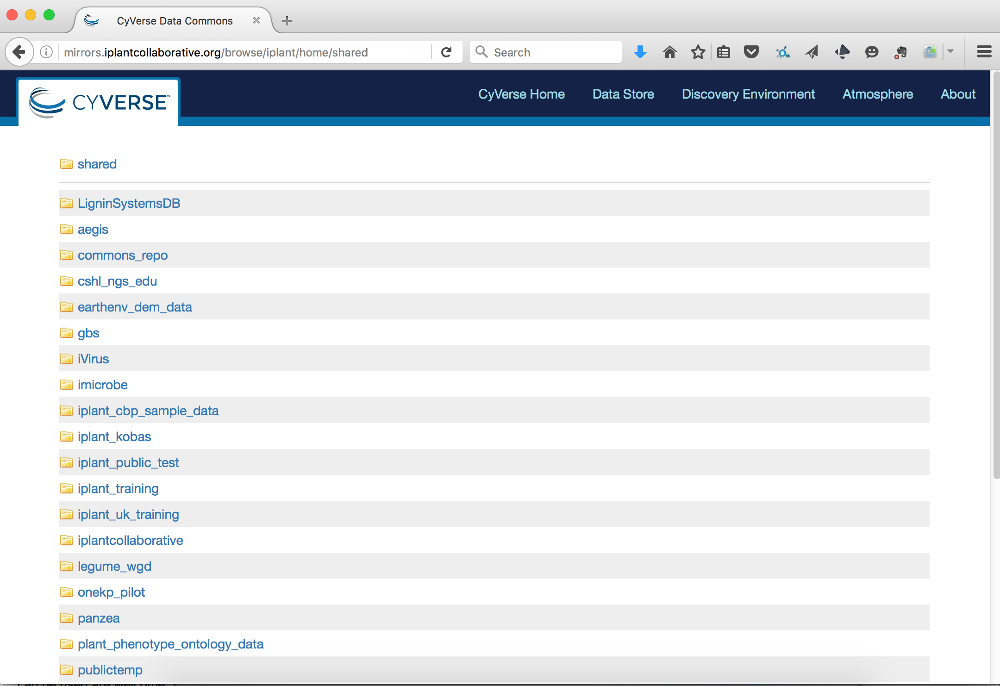 CyVerse Data Commons
mirrors.iplantcollaborative.org/browse/iplant/home/shared
Search
CYVERSE™
CyVerse Home Data Store Discovery Environment Atmosphere About
shared
LigninSystemsDB
aegis
commons_repo
cshl_ngs_edu
earthenv_dem_data
gbs
iVirus
imicrobe
iplant_cbp_sample_data
iplant_kobas
iplant_public_test
iplant_training
iplant_uk_training
iplantcollaborative
legume_wgd
onekp_pilot
panzea
plant_phenotype_ontology_data
publictemp